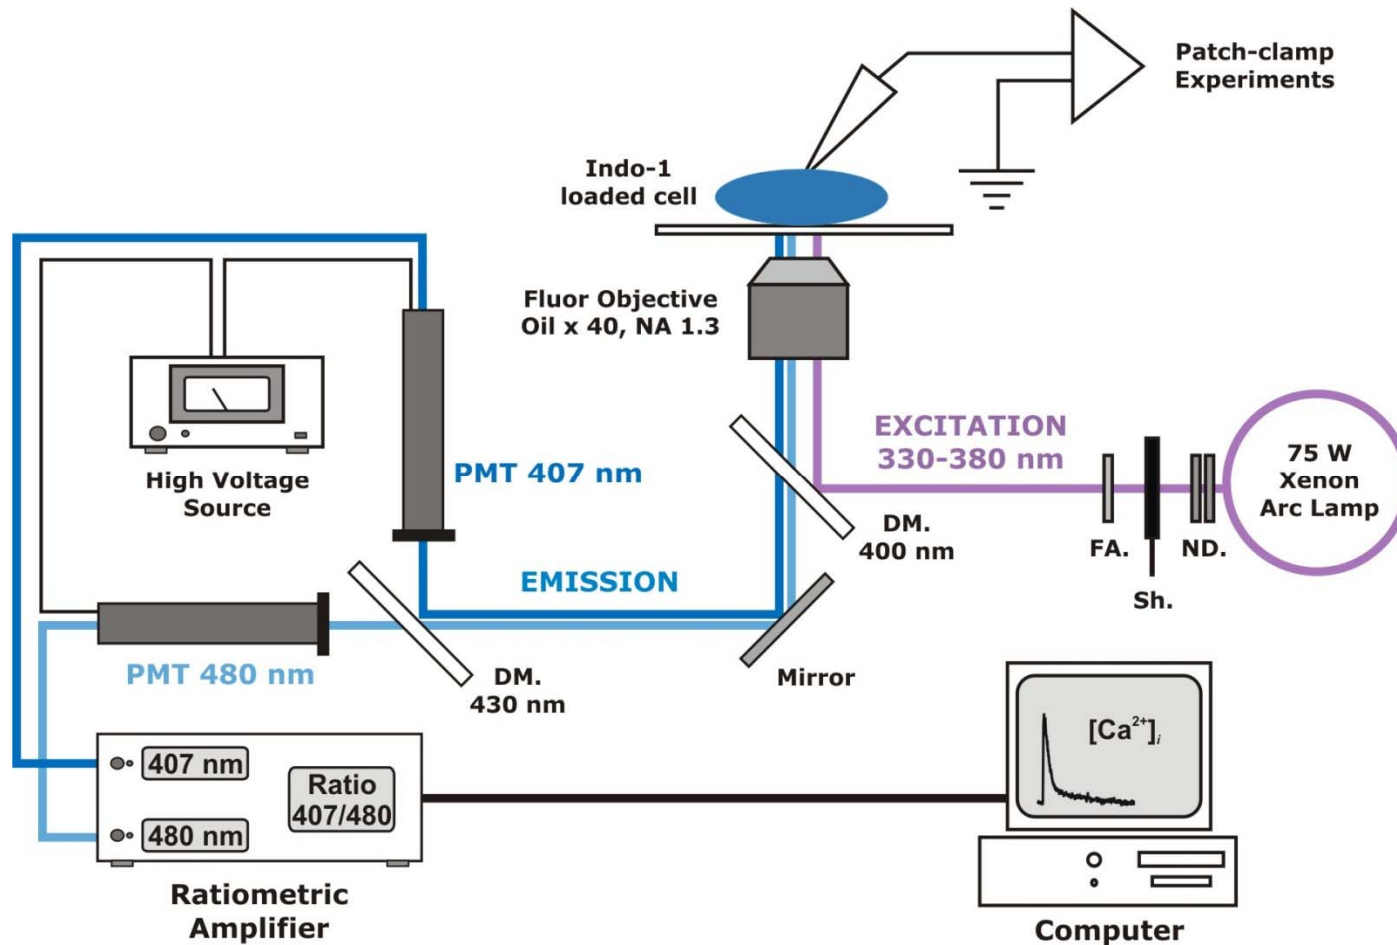 Patch-clamp
Experiments
Indo-1
loaded cell
Fluor Objective
Oil x 40, NA 1.3
EXCITATION
330-380 nm
75 W
Xenon
Arc Lamp
High Voltage
Source
PMT 407 nm
DM.
400 nm
FA.
ND.
Sh.
EMISSION
PMT 480 nm
DM.
430 nm
Mirror
407 nm
480 nm
Ratio
407/480
[Ca²⁺]ᵢ
Ratiometric
Amplifier
Computer